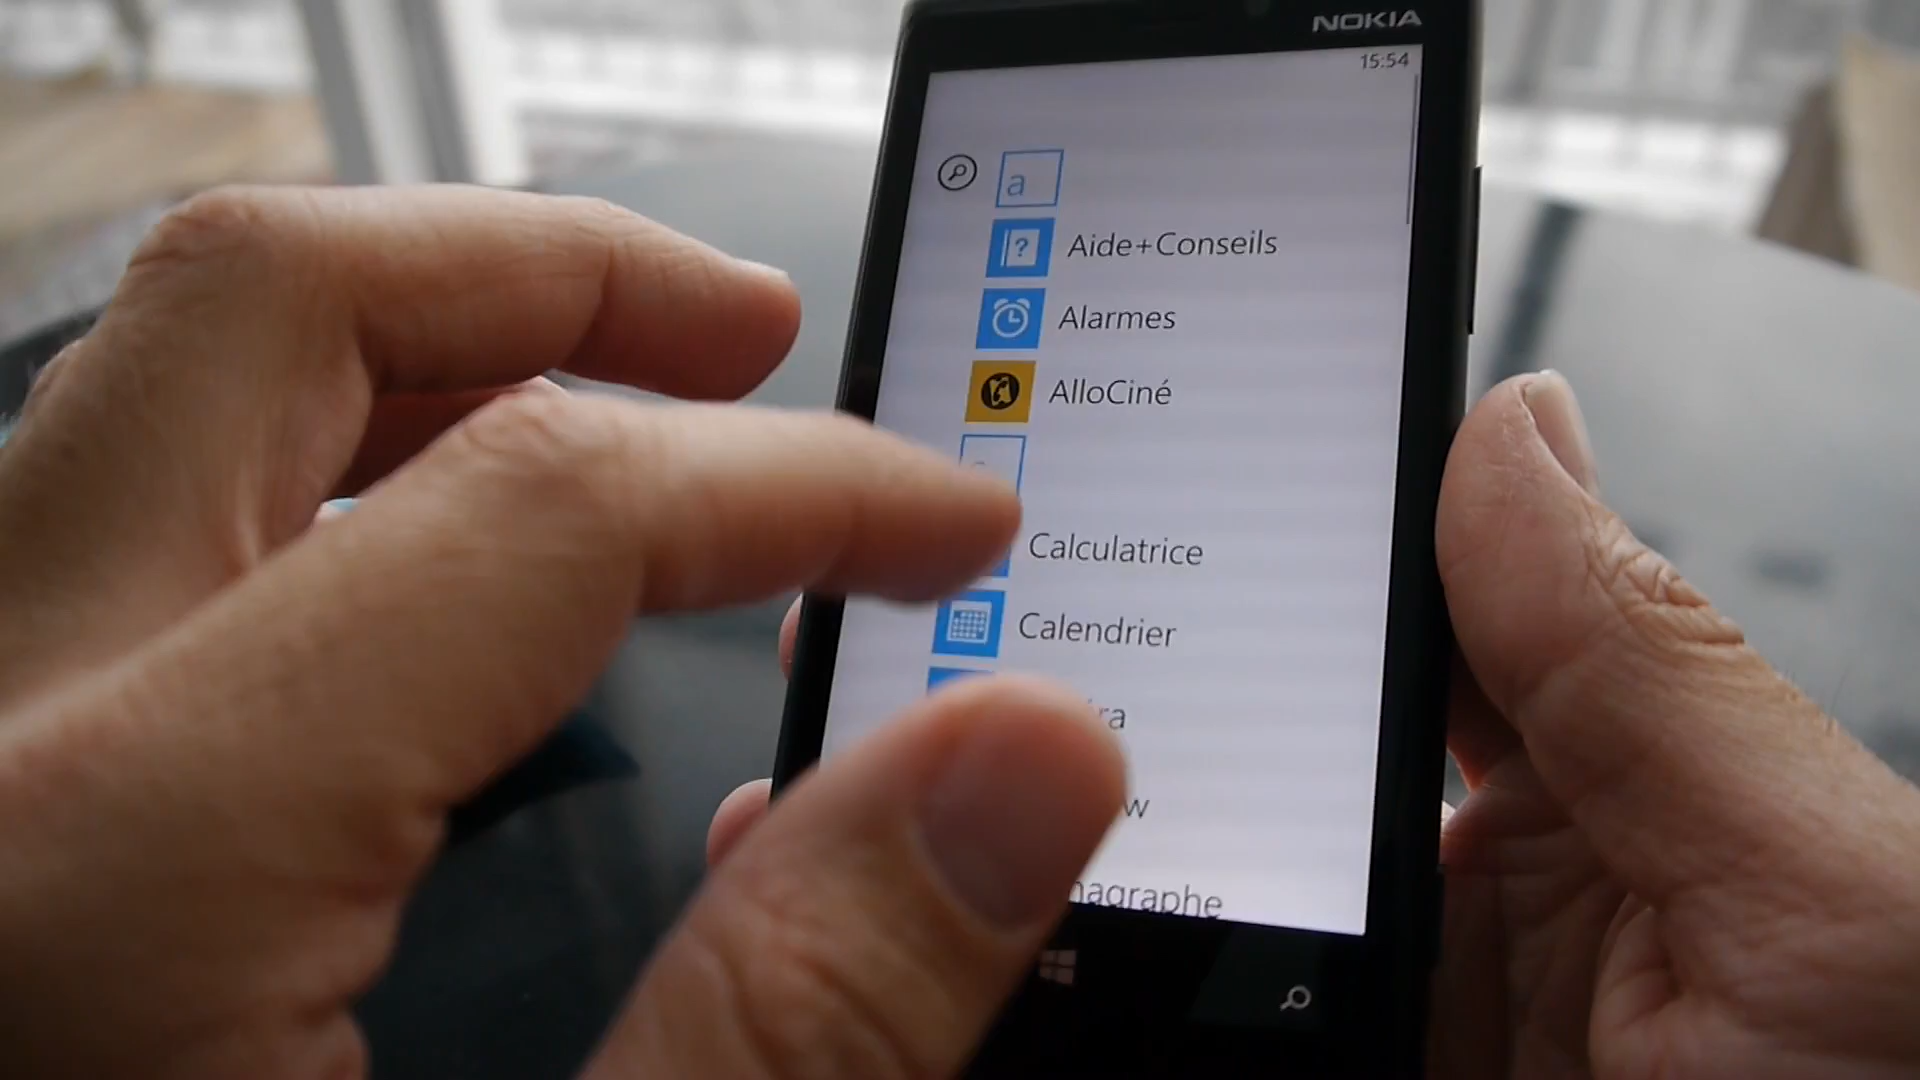 NOKIA
15:54
a
Aide+Conseils
Alarmes
AlloCiné
Calculatrice
Calendrier